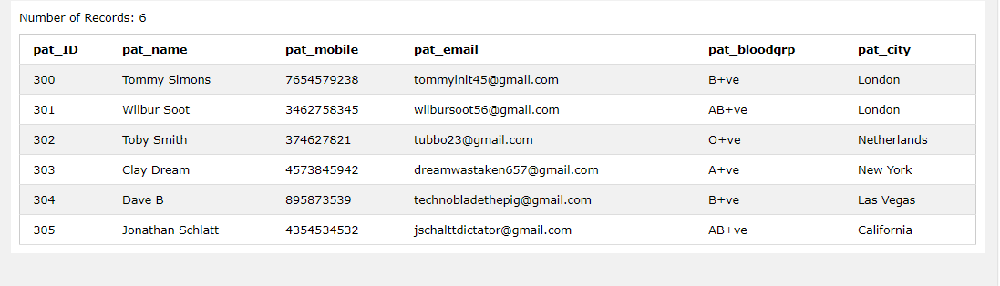 Number of Records: 6
pat_ID pat_name pat_mobile pat_email pat_bloodgrp pat_city
300 Tommy Simons 7654579238 tommyinit45@gmail.com B+ve London
301 Wilbur Soot 3462758345 wilbursoot56@gmail.com AB+ve London
302 Toby Smith 374627821 tubbo23@gmail.com O+ve Netherlands
303 Clay Dream 4573845942 dreamwastaken657@gmail.com A+ve New York
304 Dave B 895873539 technobladethepig@gmail.com B+ve Las Vegas
305 Jonathan Schlatt 4354534532 jschalttdictator@gmail.com AB+ve California